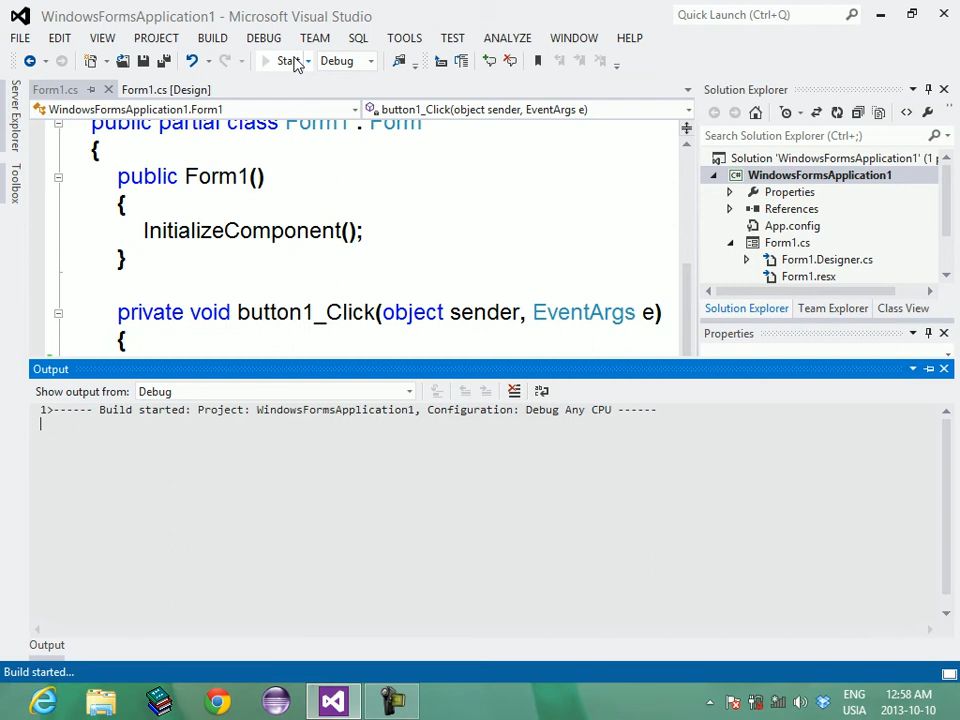 WindowsFormsApplication1 - Microsoft Visual Studio
Quick Launch (Ctrl+Q)
FILE EDIT VIEW PROJECT BUILD DEBUG TEAM SQL TOOLS TEST ANALYZE WINDOW HELP
Start Debug
Form1.cs Form1.cs [Design]
WindowsFormsApplication1.Form1 button1_Click(object sender, EventArgs e)
Server Explorer
Toolbox
public partial class Form1 : Form
{
public Form1()
{
InitializeComponent();
}
private void button1_Click(object sender, EventArgs e)
{
Solution Explorer
Search Solution Explorer (Ctrl+;)
Solution 'WindowsFormsApplication1' (1 p
C# WindowsFormsApplication1
Properties
References
App.config
Form1.cs
Form1.Designer.cs
Form1.resx
Solution Explorer Team Explorer Class View
Properties
Output
Show output from: Debug
1>------ Build started: Project: WindowsFormsApplication1, Configuration: Debug Any CPU ------
Output
Build started...
ENG 12:58 AM
USIA 2013-10-10